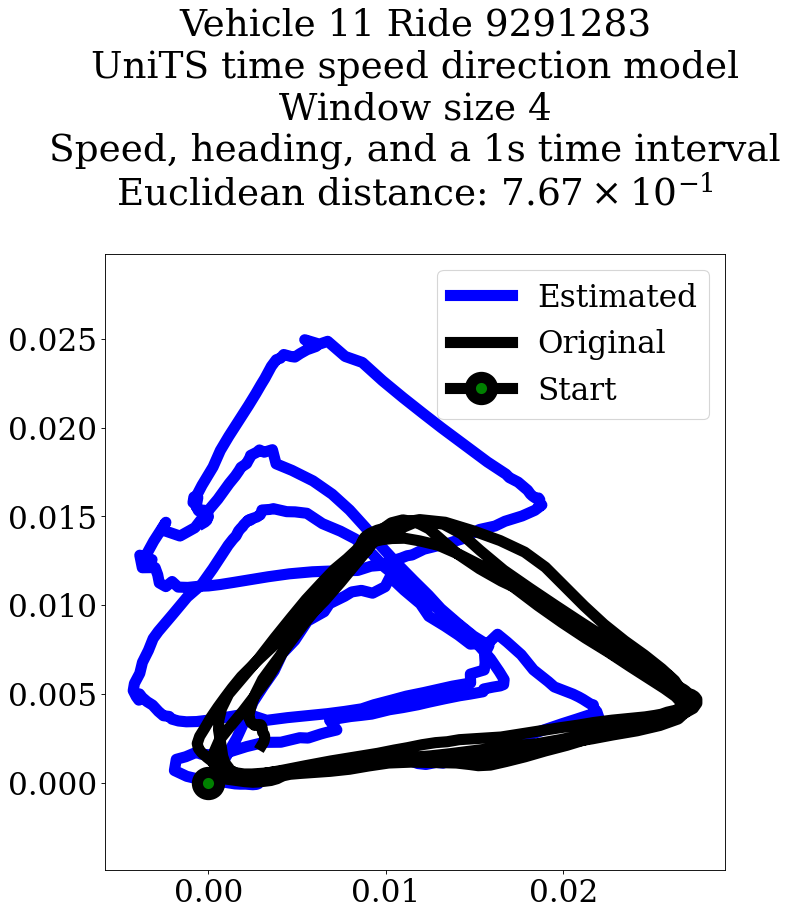 Vehicle 11 Ride 9291283
UniTS time speed direction model
Window size 4
Speed, heading, and a 1s time interval
Euclidean distance: 7.67 × 10⁻¹
Estimated
Original
Start
0.025
0.020
0.015
0.010
0.005
0.000
0.00 0.01 0.02